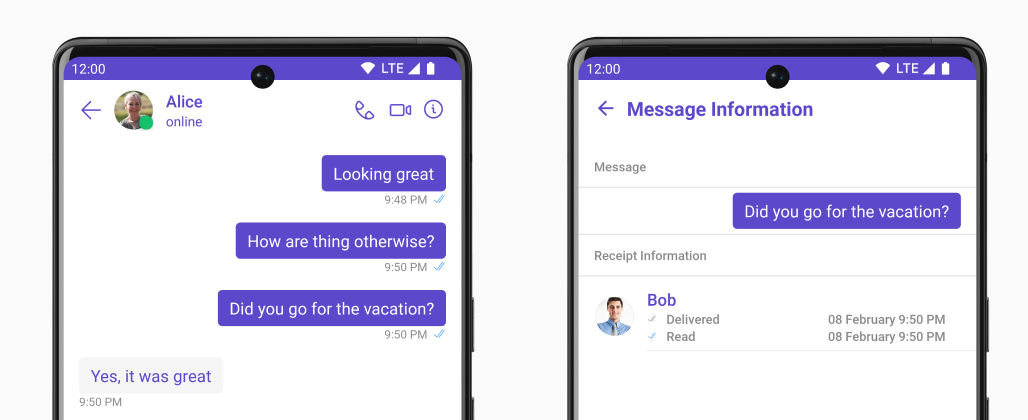 12:00 LTE
Alice
online
Looking great
9:48 PM
How are thing otherwise?
9:50 PM
Did you go for the vacation?
9:50 PM
Yes, it was great
9:50 PM
12:00 LTE
Message Information
Message
Did you go for the vacation?
Receipt Information
Bob
Delivered 08 February 9:50 PM
Read 08 February 9:50 PM